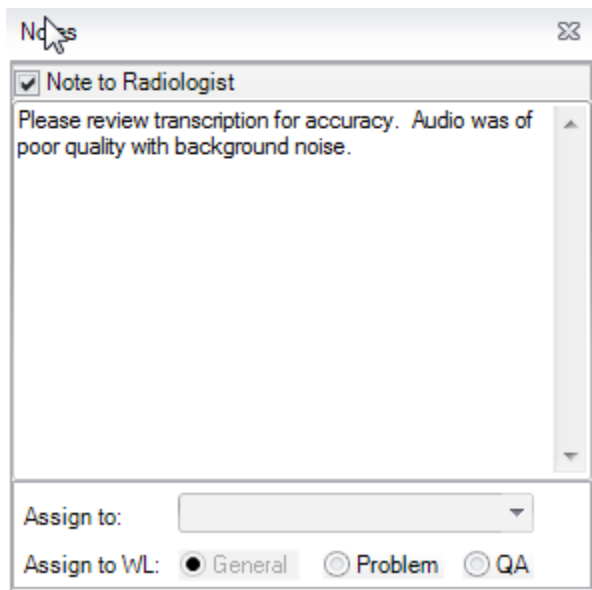 Notes
Note to Radiologist
Please review transcription for accuracy.  Audio was of
poor quality with background noise.
Assign to:
Assign to WL: General Problem QA